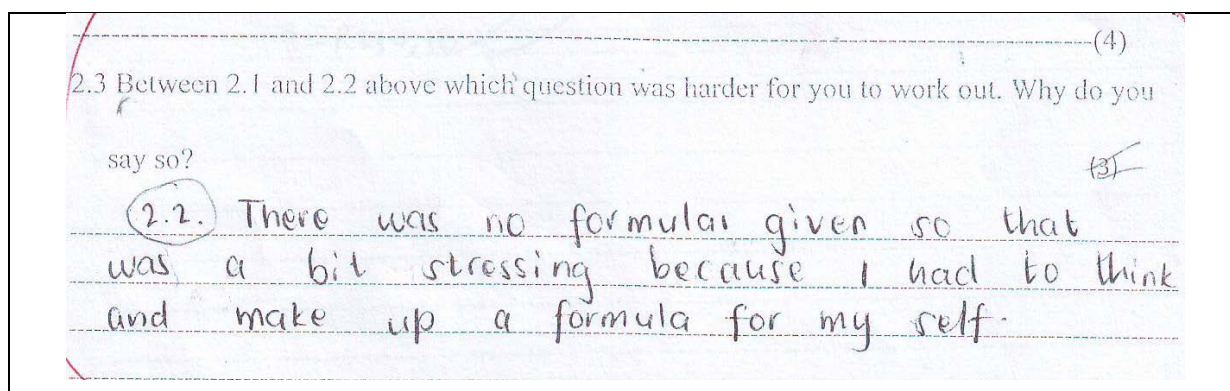 (4)
2.3 Between 2.1 and 2.2 above which question was harder for you to work out. Why do you
say so?
(3)
2.2. There was no formular given so that
was a bit stressing because I had to think
and make up a formula for my self.